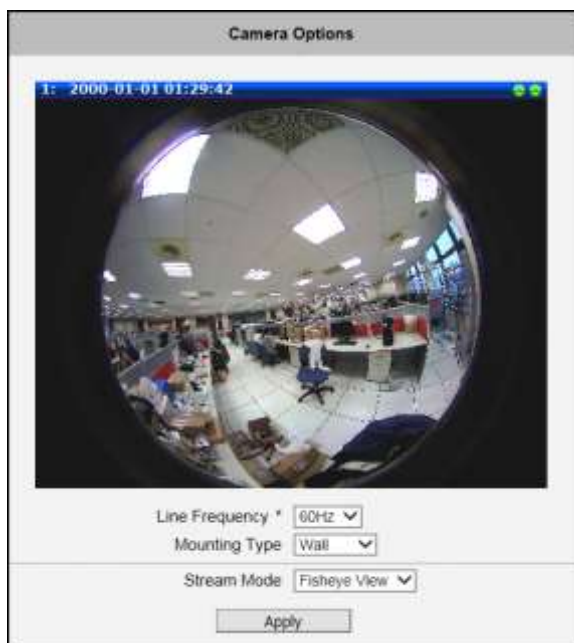 Camera Options
1: 2000-01-01 01:29:42
Line Frequency * 60Hz
Mounting Type Wall
Stream Mode Fisheye View
Apply